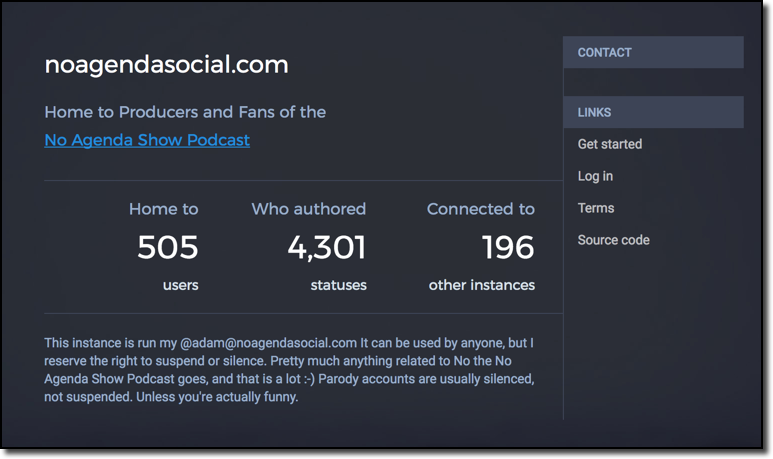 noagendasocial.com
Home to Producers and Fans of the
No Agenda Show Podcast
Home to
505
users
Who authored
4,301
statuses
Connected to
196
other instances
This instance is run my @adam@noagendasocial.com It can be used by anyone, but I
reserve the right to suspend or silence. Pretty much anything related to No the No
Agenda Show Podcast goes, and that is a lot :-) Parody accounts are usually silenced,
not suspended. Unless you're actually funny.
CONTACT
LINKS
Get started
Log in
Terms
Source code